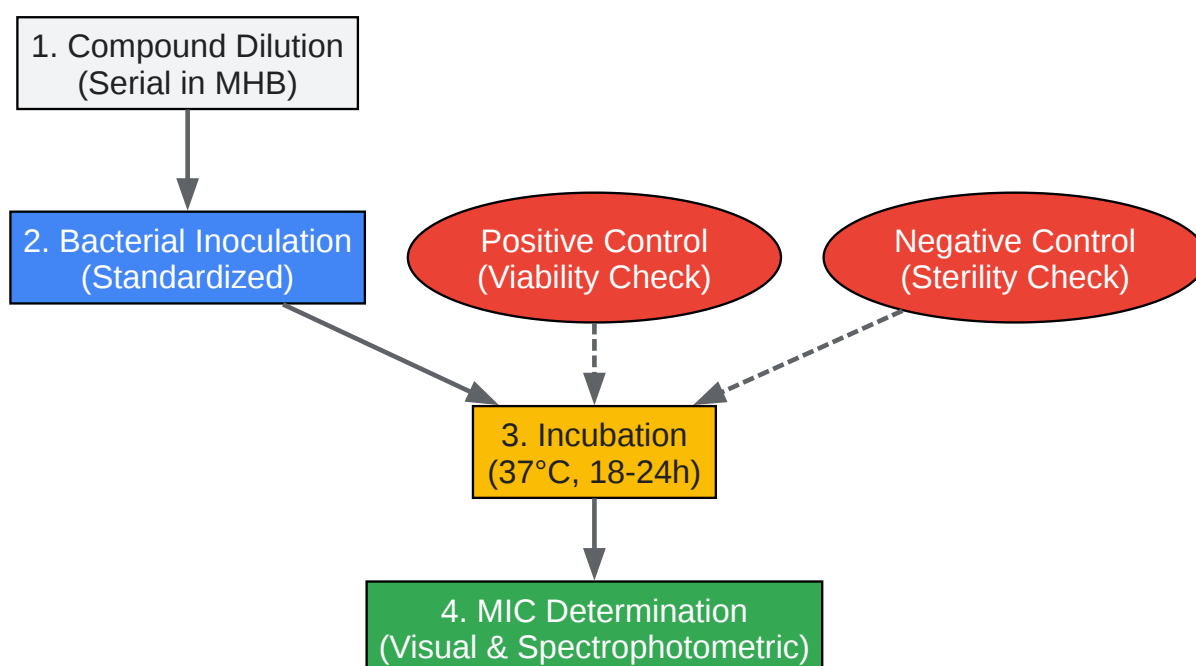 1. Compound Dilution
(Serial in MHB)
2. Bacterial Inoculation
(Standardized)
Positive Control
(Viability Check)
Negative Control
(Sterility Check)
3. Incubation
(37°C, 18-24h)
4. MIC Determination
(Visual & Spectrophotometric)